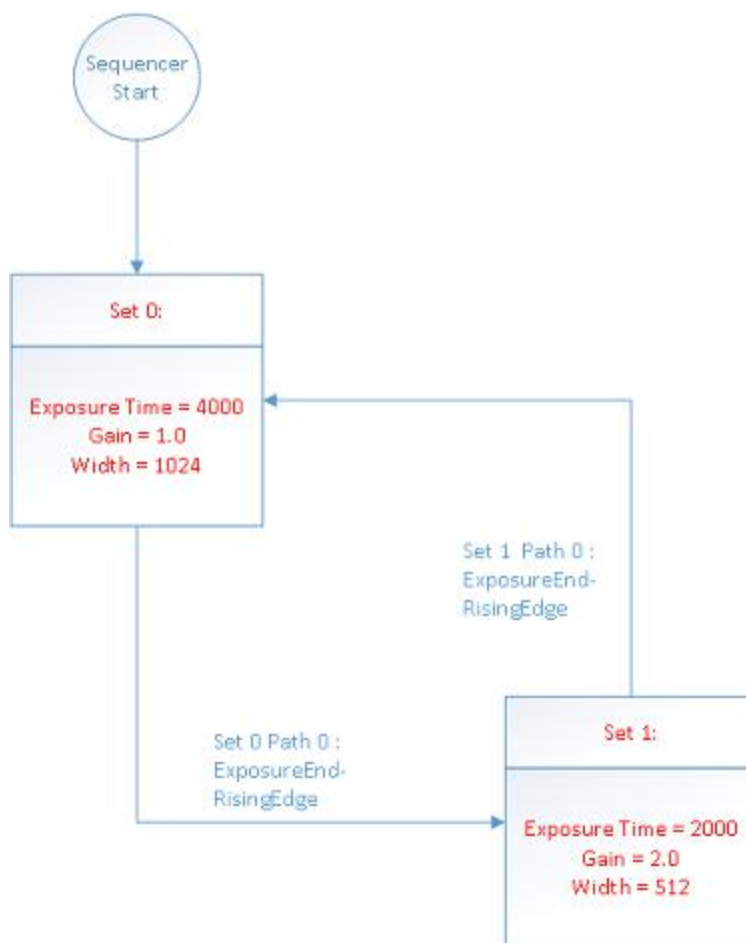 Sequencer
Start
Set 0:
Exposure Time = 4000
Gain = 1.0
Width = 1024
Set 1 Path 0 :
ExposureEnd-
RisingEdge
Set 0 Path 0 :
ExposureEnd-
RisingEdge
Set 1:
Exposure Time = 2000
Gain = 2.0
Width = 512